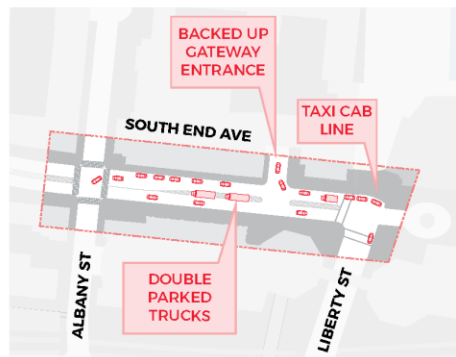 BACKED UP
GATEWAY
ENTRANCE
TAXI CAB
LINE
SOUTH END AVE
DOUBLE
PARKED
TRUCKS
ALBANY ST
LIBERTY ST